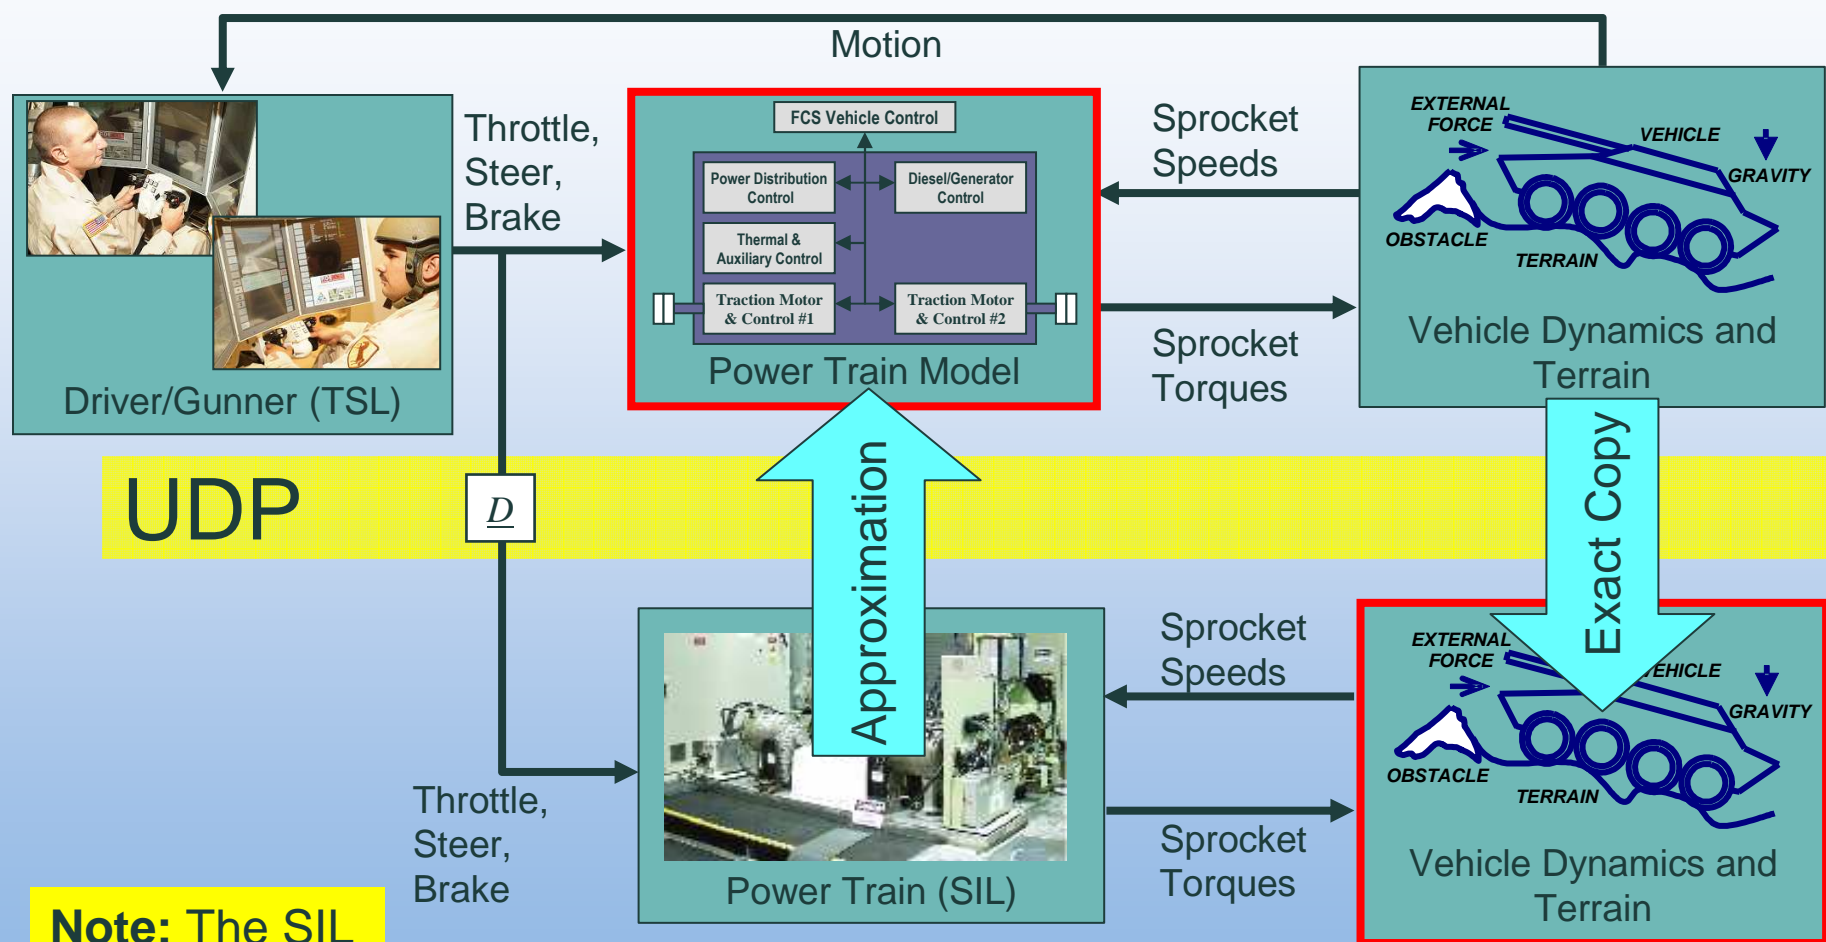 Motion
Driver/Gunner (TSL)
Throttle,
Steer,
Brake
FCS Vehicle Control
Power Distribution
Control
Diesel/Generator
Control
Thermal &
Auxiliary Control
Traction Motor
& Control #1
Traction Motor
& Control #2
Power Train Model
Sprocket
Speeds
Sprocket
Torques
EXTERNAL
FORCE
VEHICLE
GRAVITY
OBSTACLE
TERRAIN
Vehicle Dynamics and
Terrain
UDP
D
Approximation
Exact Copy
Throttle,
Steer,
Brake
Power Train (SIL)
Sprocket
Speeds
Sprocket
Torques
EXTERNAL
FORCE
EHICLE
GRAVITY
OBSTACLE
TERRAIN
Vehicle Dynamics and
Terrain
Note: The SIL